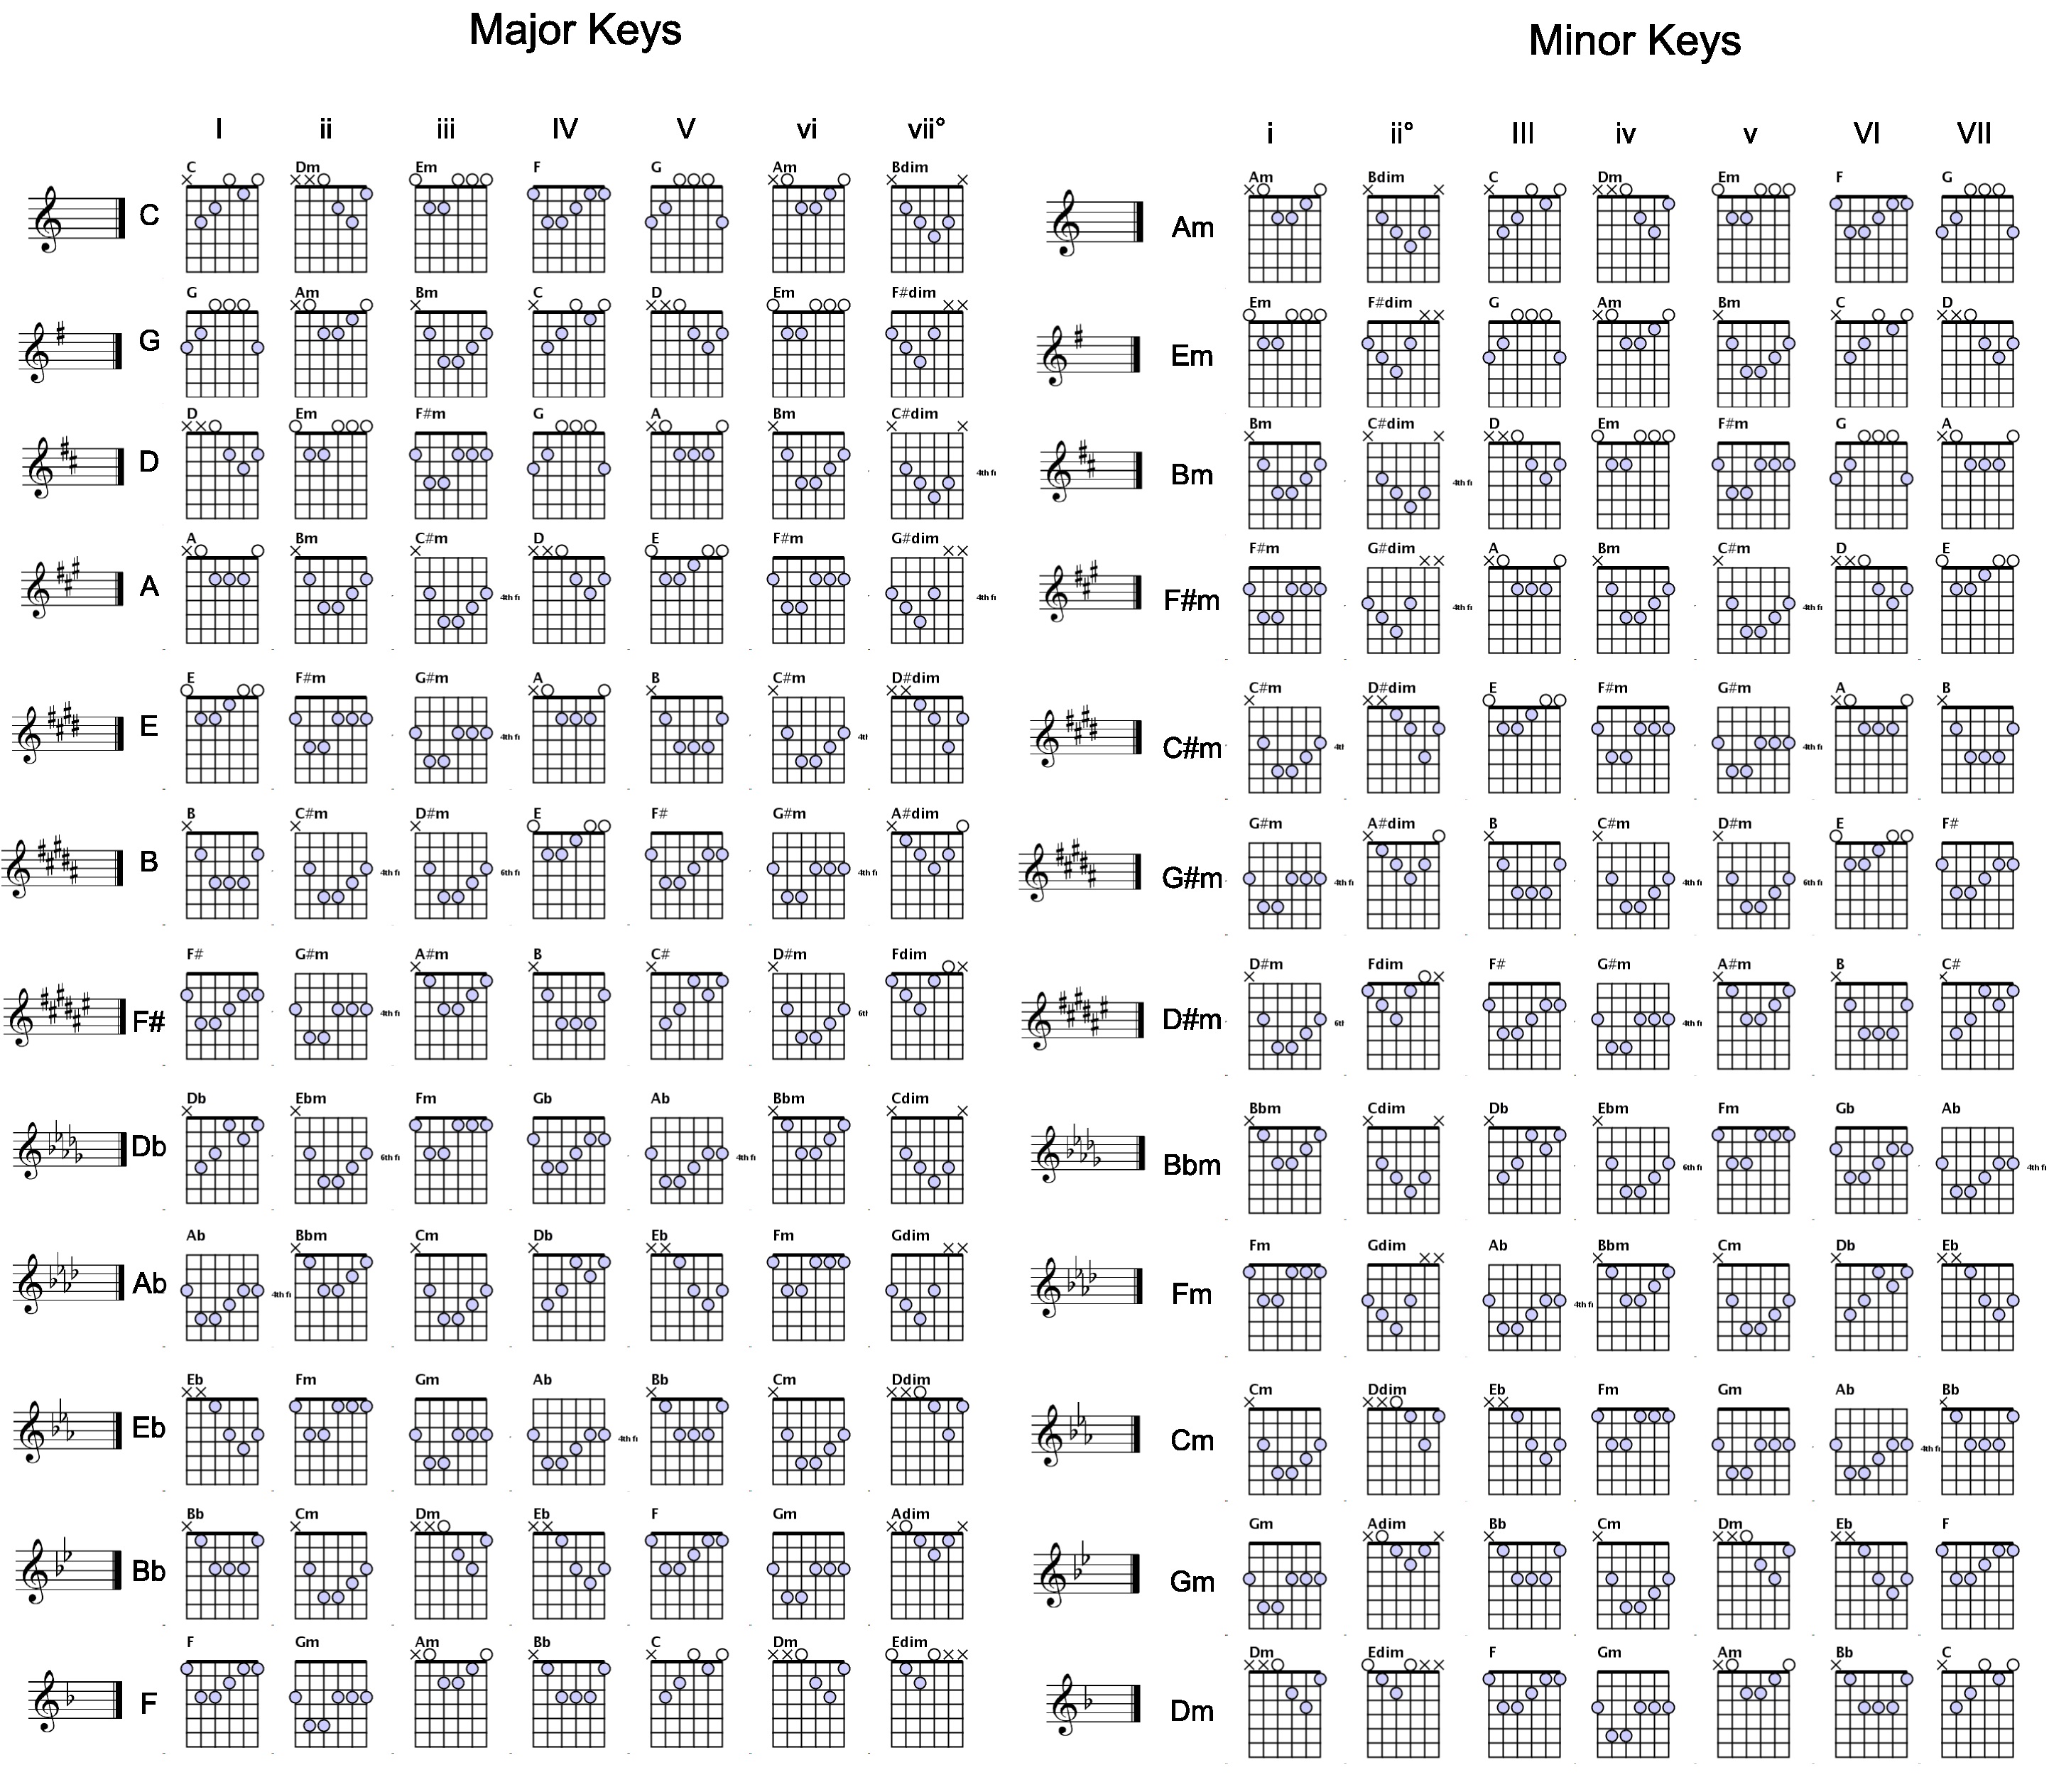 Major Keys
Minor Keys
I ii iii IV V vi vii°
i ii° III iv v VI VII
C Dm Em F G Am Bdim
C
Am Bdim C Dm Em F G
Am
G Am Bm C D Em F#dim
G
Em F#dim G Am Bm C D
Em
D Em F#m G A Bm C#dim
D 4th fr
Bm C#dim D Em F#m G A
Bm 4th fr
A Bm C#m D E F#m G#dim
A 4th fr 4th fr
F#m G#dim A Bm C#m D E
F#m 4th fr 4th fr
E F#m G#m A B C#m D#dim
E 4th fr 4th
C#m D#dim E F#m G#m A B
C#m 4th 4th fr
B C#m D#m E F# G#m A#dim
B 4th fr 6th fr 4th fr
G#m A#dim B C#m D#m E F#
G#m 4th fr 4th fr 6th fr
F# G#m A#m B C# D#m Fdim
F# 4th fr 6th
D#m Fdim F# G#m A#m B C#
D#m 6th 4th fr
Db Ebm Fm Gb Ab Bbm Cdim
Db 6th fr 4th fr
Bbm Cdim Db Ebm Fm Gb Ab
Bbm 6th fr 4th fr
Ab Bbm Cm Db Eb Fm Gdim
Ab 4th fr
Fm Gdim Ab Bbm Cm Db Eb
Fm 4th fr
Eb Fm Gm Ab Bb Cm Ddim
Eb 4th fr
Cm Ddim Eb Fm Gm Ab Bb
Cm 4th fr
Bb Cm Dm Eb F Gm Adim
Bb
Gm Adim Bb Cm Dm Eb F
Gm
F Gm Am Bb C Dm Edim
F
Dm Edim F Gm Am Bb C
Dm